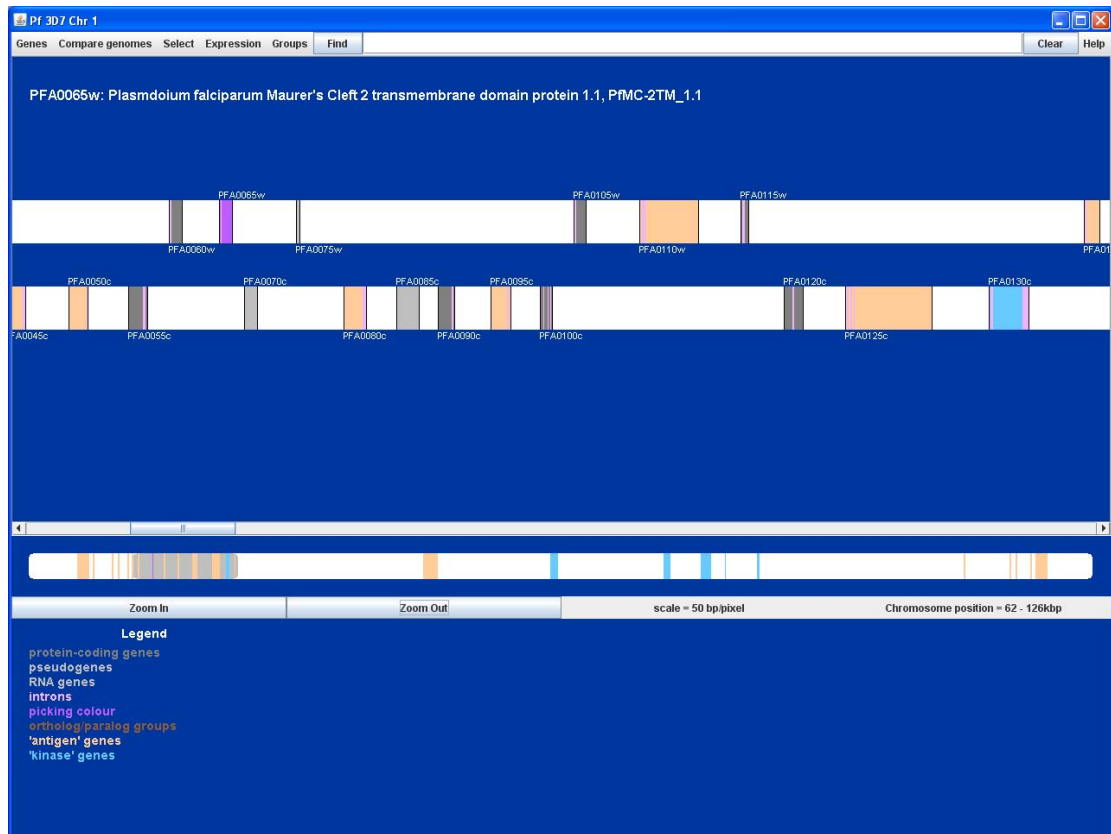 Pf 3D7 Chr 1
Genes Compare genomes Select Expression Groups Find Clear Help
PFA0065w: Plasmdoium falciparum Maurer's Cleft 2 transmembrane domain protein 1.1, PfMC-2TM_1.1
PFA0065w PFA0105w PFA0115w
PFA0060w PFA0075w PFA0110w PFA01
PFA0050c PFA0070c PFA0085c PFA0095c PFA0120c PFA0130c
FA0045c PFA0055c PFA0080c PFA0090c PFA0100c PFA0125c
Zoom In Zoom Out scale = 50 bp/pixel Chromosome position = 62 - 126kbp
Legend
protein-coding genes
pseudogenes
RNA genes
introns
picking colour
ortholog/paralog groups
'antigen' genes
'kinase' genes